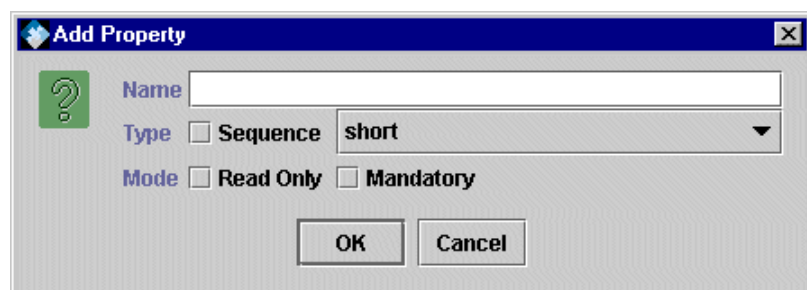 Add Property
Name
Type Sequence short
Mode Read Only Mandatory
OK Cancel